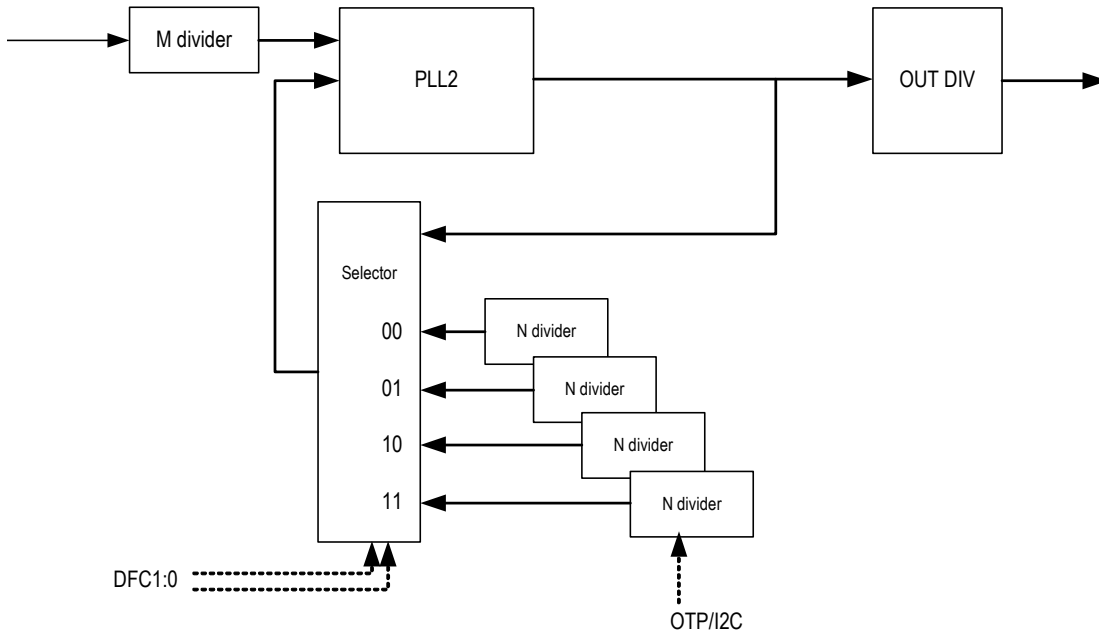 M divider
PLL2
OUT DIV
Selector
00
N divider
01
N divider
10
N divider
11
N divider
DFC1:0
OTP/I2C